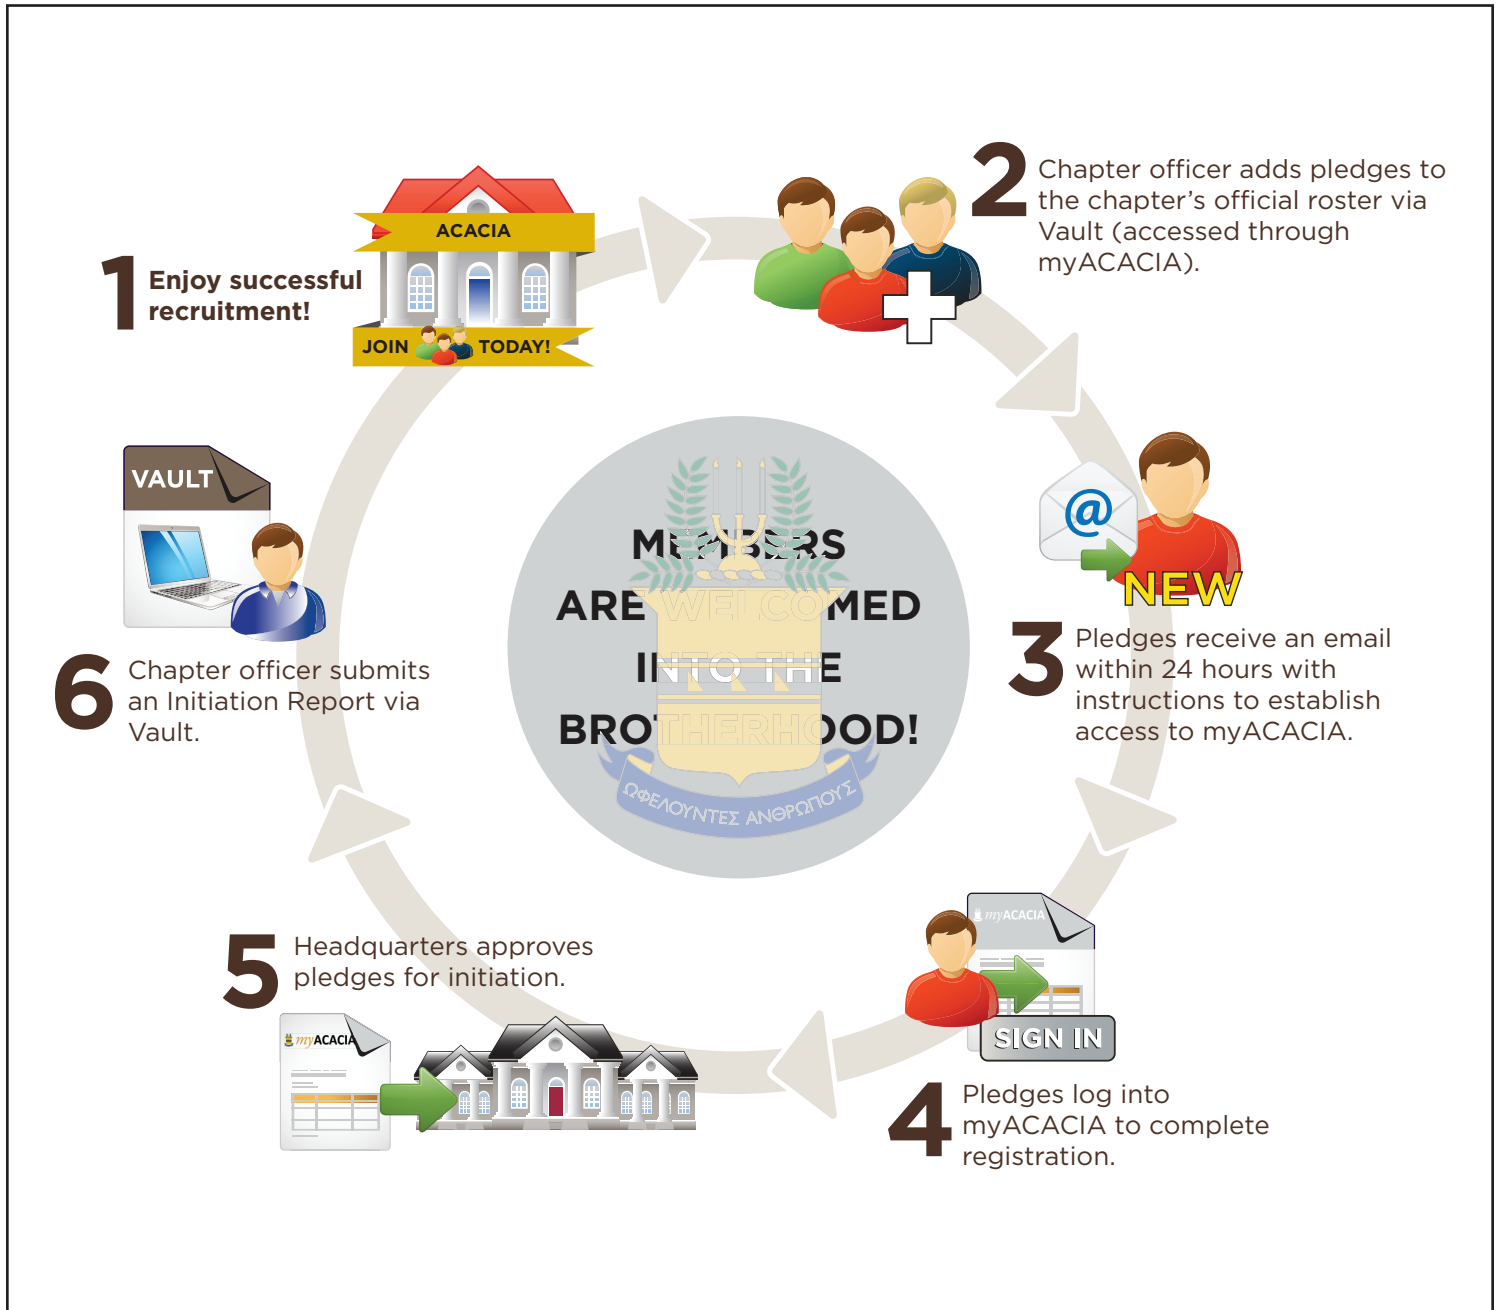 1
Enjoy successful
recruitment!
ACACIA
JOIN TODAY!
2
Chapter officer adds pledges to
the chapter’s official roster via
Vault (accessed through
myACACIA).
@
NEW
3
Pledges receive an email
within 24 hours with
instructions to establish
access to myACACIA.
myACACIA
SIGN IN
4
Pledges log into
myACACIA to complete
registration.
5
Headquarters approves
pledges for initiation.
myACACIA
VAULT
6
Chapter officer submits
an Initiation Report via
Vault.
MEMBERS
ARE WELCOMED
INTO THE
BROTHERHOOD!
ΩΦΕΛΟΥΝΤΕΣ ΑΝΘΡΩΠΟΥΣ